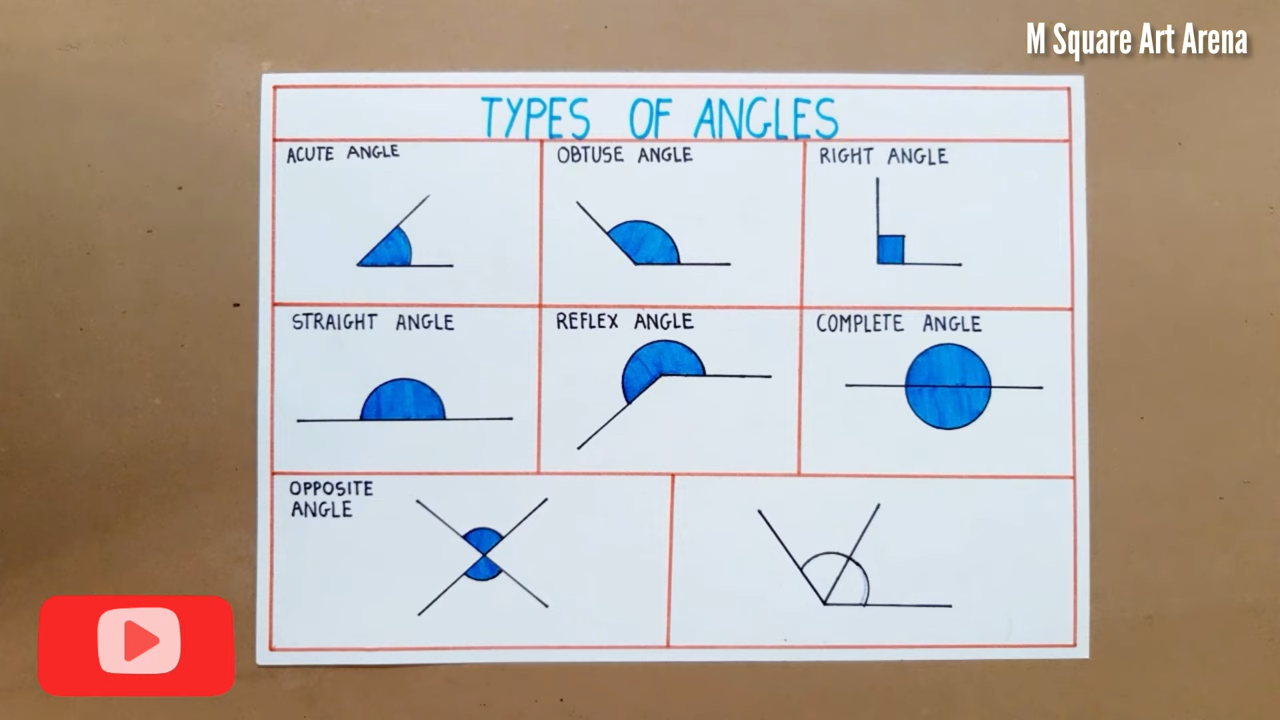 M Square Art Arena
TYPES OF ANGLES
ACUTE ANGLE
OBTUSE ANGLE
RIGHT ANGLE
STRAIGHT ANGLE
REFLEX ANGLE
COMPLETE ANGLE
OPPOSITE
ANGLE